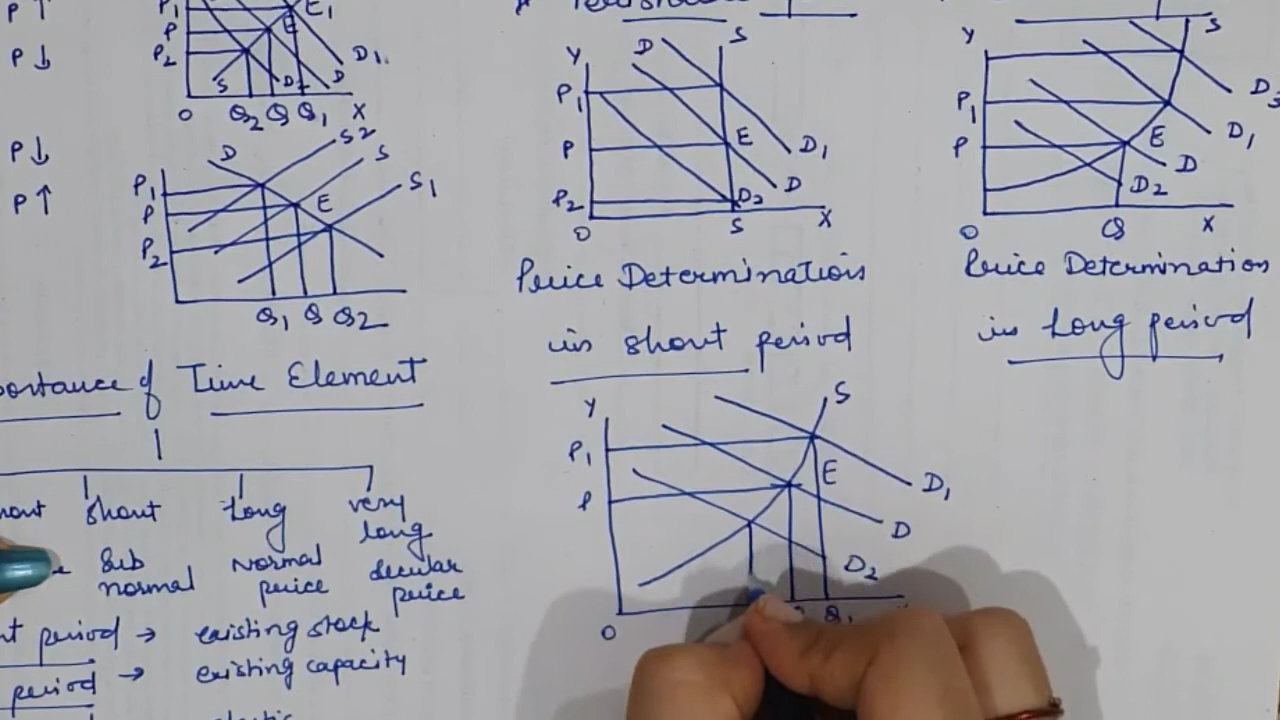 P ↑
P ↓
P1
P
P2
E1
E
D1
S
D2
D
O
Q2 Q Q1 X
P ↓
P ↑
D
S2
S
S1
P1
P
P2
E
Q1 Q Q2
Y
D
S
P1
P
P2
E
D1
D
D2
O
S
X
Price Determination
in short period
Y
S
P1
P
E
D3
D1
D
D2
O
Q
X
Price Determination
in Long period
of Time Element
short Long very
long
Sub
normal
Normal
price
Secular
price
period → existing stock
period → existing capacity
Y
S
P1
P
E
D1
D
D2
O
Q1